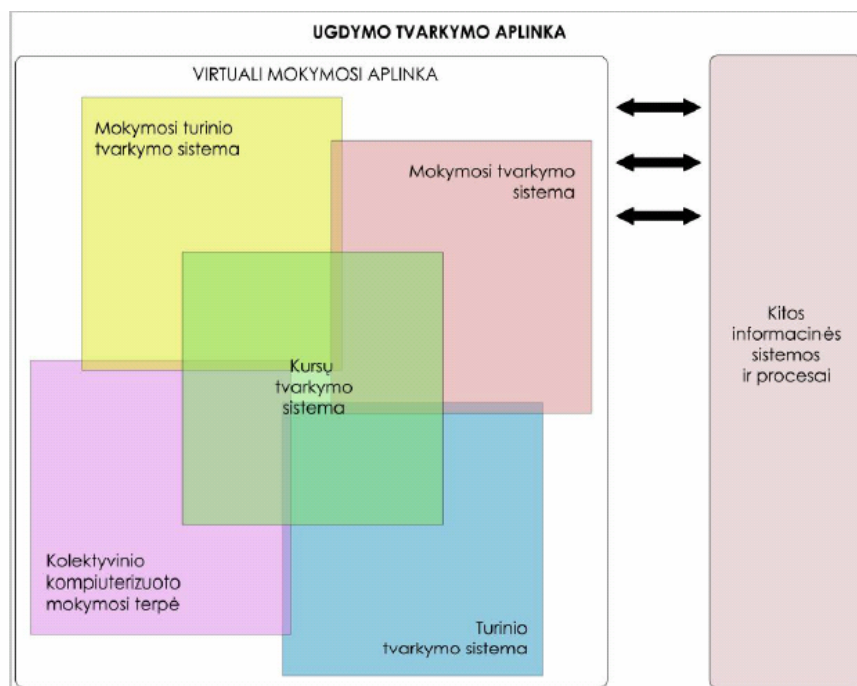 UGDYMO TVARKYMO APLINKA
VIRTUALI MOKYMOSI APLINKA
Mokymosi turinio
tvarkymo sistema
Mokymosi tvarkymo
sistema
Kursų
tvarkymo
sistema
Kolektyvinio
kompiuterizuoto
mokymosi terpė
Turinio
tvarkymo sistema
Kitos
informacinės
sistemos
ir procesai